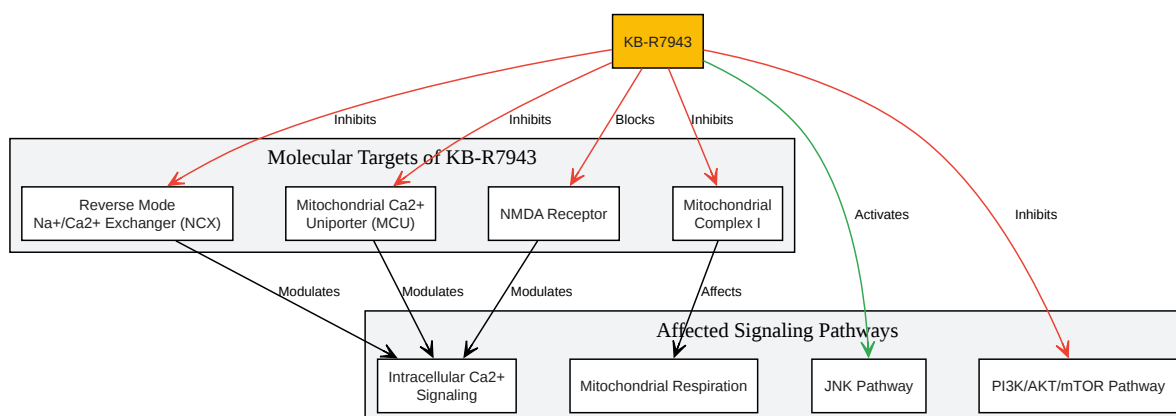 KB-R7943
Inhibits
Inhibits
Blocks
Inhibits
Molecular Targets of KB-R7943
Reverse Mode
Na+/Ca2+ Exchanger (NCX)
Mitochondrial Ca2+
Uniporter (MCU)
NMDA Receptor
Mitochondrial
Complex I
Activates
Inhibits
Modulates
Modulates
Modulates
Affects
Affected Signaling Pathways
Intracellular Ca2+
Signaling
Mitochondrial Respiration
JNK Pathway
PI3K/AKT/mTOR Pathway